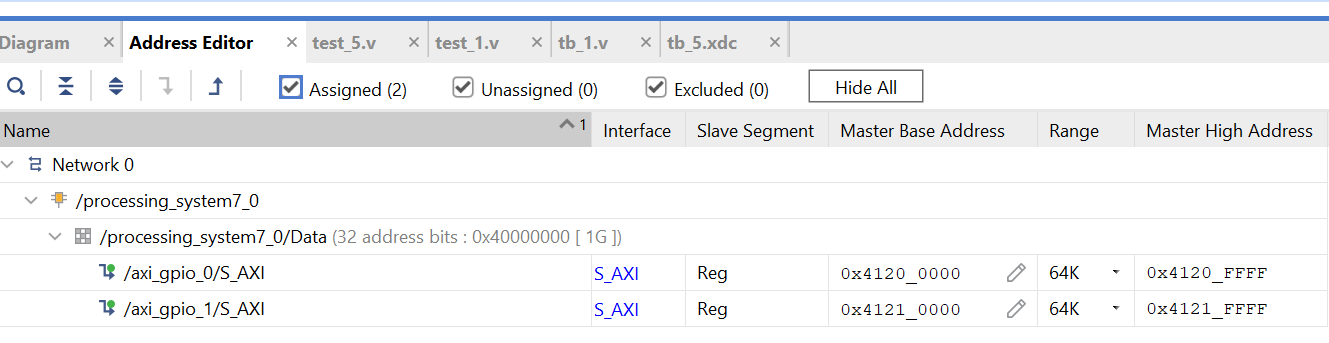 Diagram × Address Editor × test_5.v × test_1.v × tb_1.v × tb_5.xdc ×
Assigned (2) Unassigned (0) Excluded (0) Hide All
Name 1 Interface Slave Segment Master Base Address Range Master High Address
Network 0
/processing_system7_0
/processing_system7_0/Data (32 address bits : 0x40000000 [ 1G ])
/axi_gpio_0/S_AXI S_AXI Reg 0x4120_0000 64K 0x4120_FFFF
/axi_gpio_1/S_AXI S_AXI Reg 0x4121_0000 64K 0x4121_FFFF